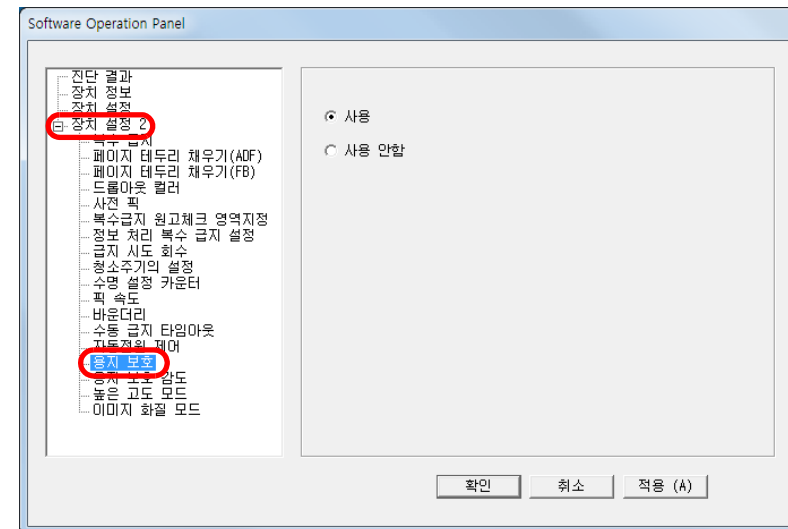 Software Operation Panel
진단 결과
장치 정보
장치 설정
장치 설정 2
복수 급지
페이지 테두리 채우기(ADF)
페이지 테두리 채우기(FB)
드롭아웃 컬러
사전 픽
복수급지 원고체크 영역지정
정보 처리 복수 급지 설정
급지 시도 회수
청소주기의 설정
수명 설정 카운터
픽 속도
바운더리
수동 급지 타임아웃
자동전원 제어
용지 보호
용지 보호 감도
높은 고도 모드
이미지 화질 모드
사용
사용 안함
확인
취소
적용 (A)